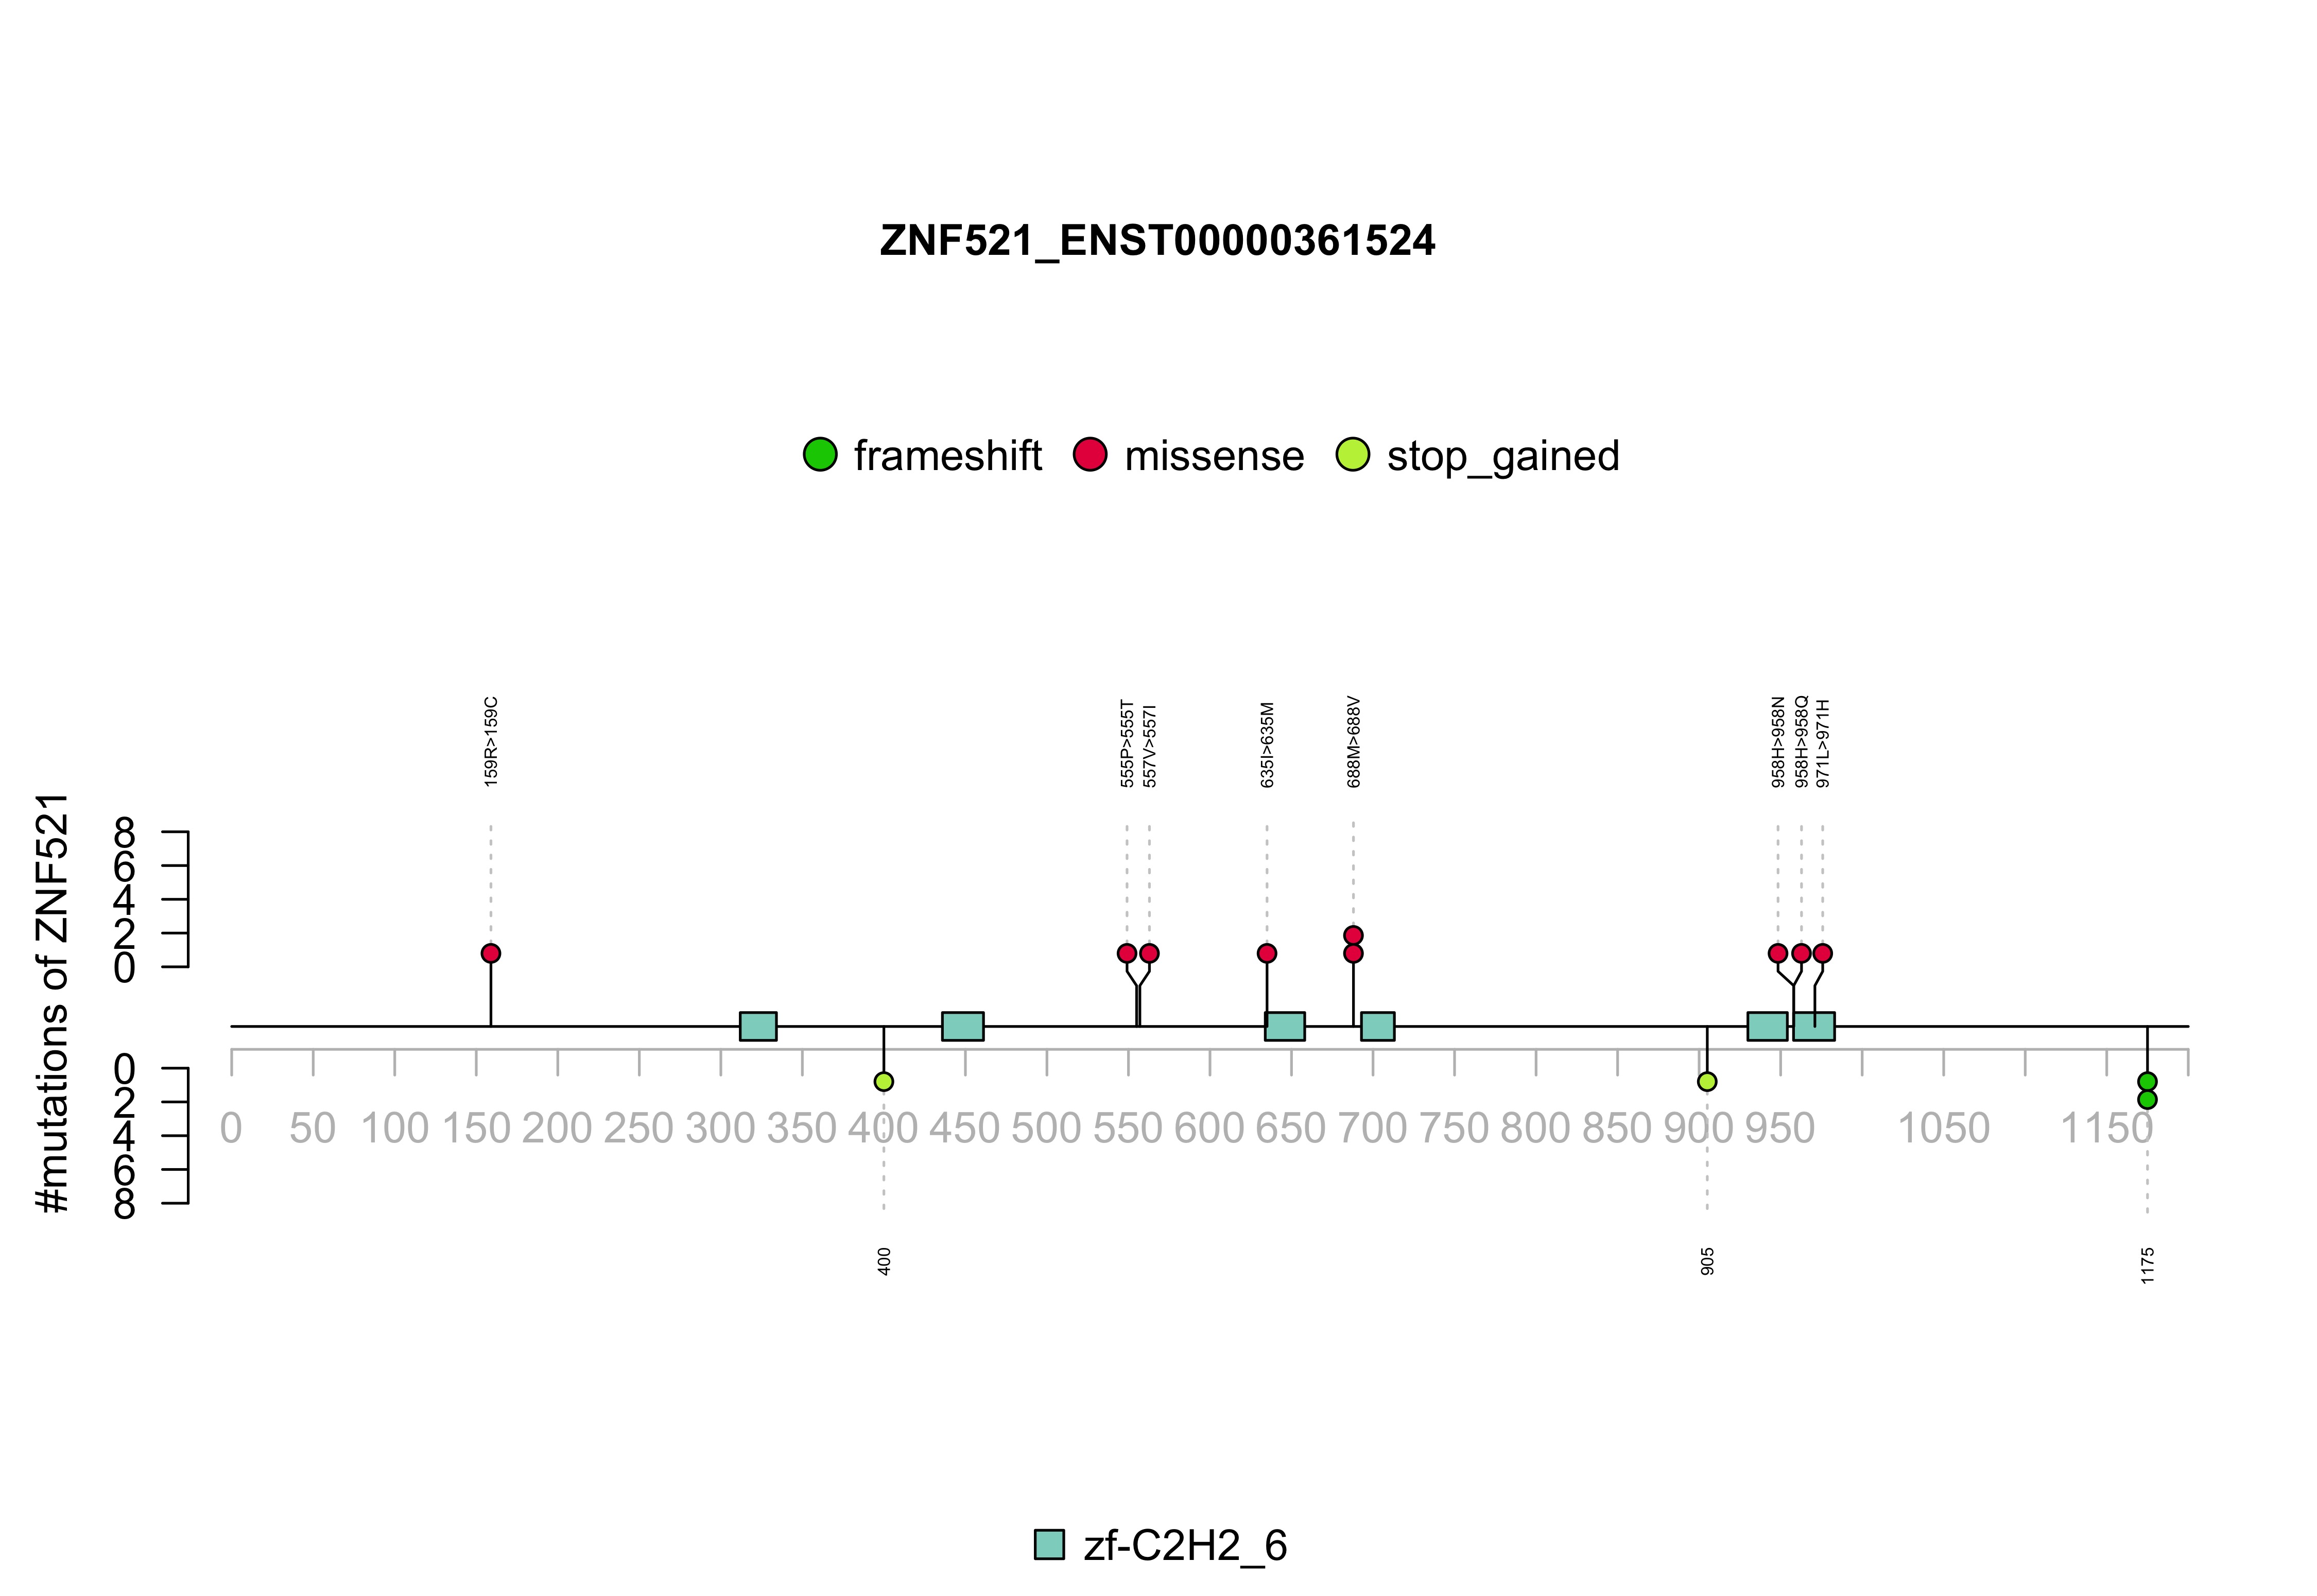 ZNF521_ENST00000361524
frameshift missense stop_gained
159R>159C
555P>555T
557V>557I
635I>635M
688M>688V
958H>958N
958H>958Q
971L>971H
#mutations of ZNF521
8
6
4
2
0
0
2
4
6
8
0 50 100 150 200 250 300 350 400 450 500 550 600 650 700 750 800 850 900 950 1050 1150
400
905
1175
zf-C2H2_6